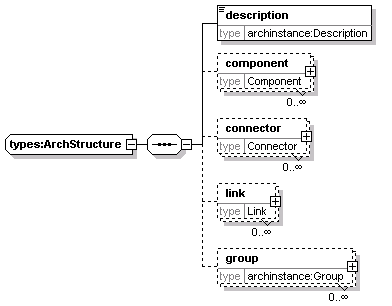 description
type archinstance:Description
component
type Component
0..∞
connector
type Connector
0..∞
types:ArchStructure
link
type Link
0..∞
group
type archinstance:Group
0..∞